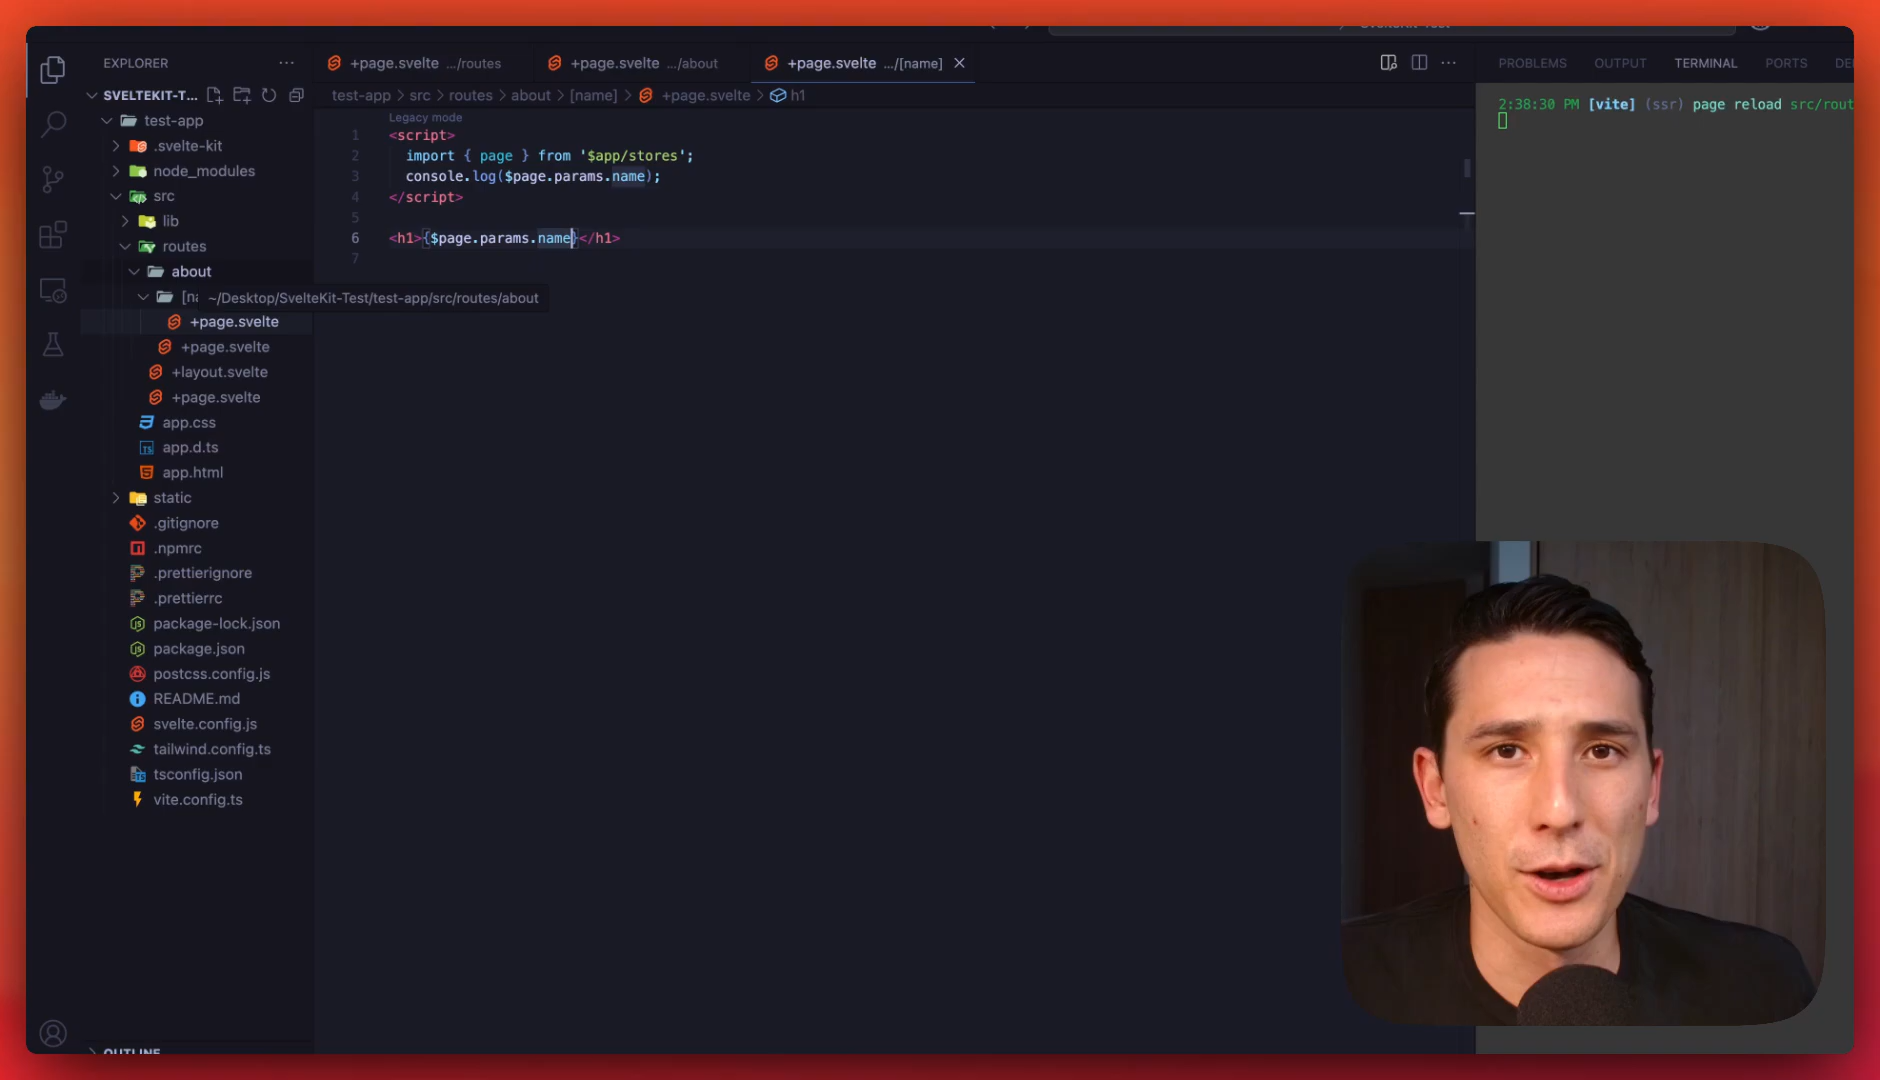 EXPLORER
SVELTEKIT-T...
test-app
.svelte-kit
node_modules
src
lib
routes
about
[na
~/Desktop/SvelteKit-Test/test-app/src/routes/about
+page.svelte
+page.svelte
+layout.svelte
+page.svelte
app.css
app.d.ts
app.html
static
.gitignore
.npmrc
.prettierignore
.prettierrc
package-lock.json
package.json
postcss.config.js
README.md
svelte.config.js
tailwind.config.ts
tsconfig.json
vite.config.ts
OUTLINE
+page.svelte .../routes
+page.svelte .../about
+page.svelte .../[name]
test-app > src > routes > about > [name] > +page.svelte > h1
Legacy mode
1 <script>
2 import { page } from '$app/stores';
3 console.log($page.params.name);
4 </script>
5
6 <h1>{$page.params.name}</h1>
7
PROBLEMS OUTPUT TERMINAL PORTS DE
2:38:30 PM [vite] (ssr) page reload src/rout